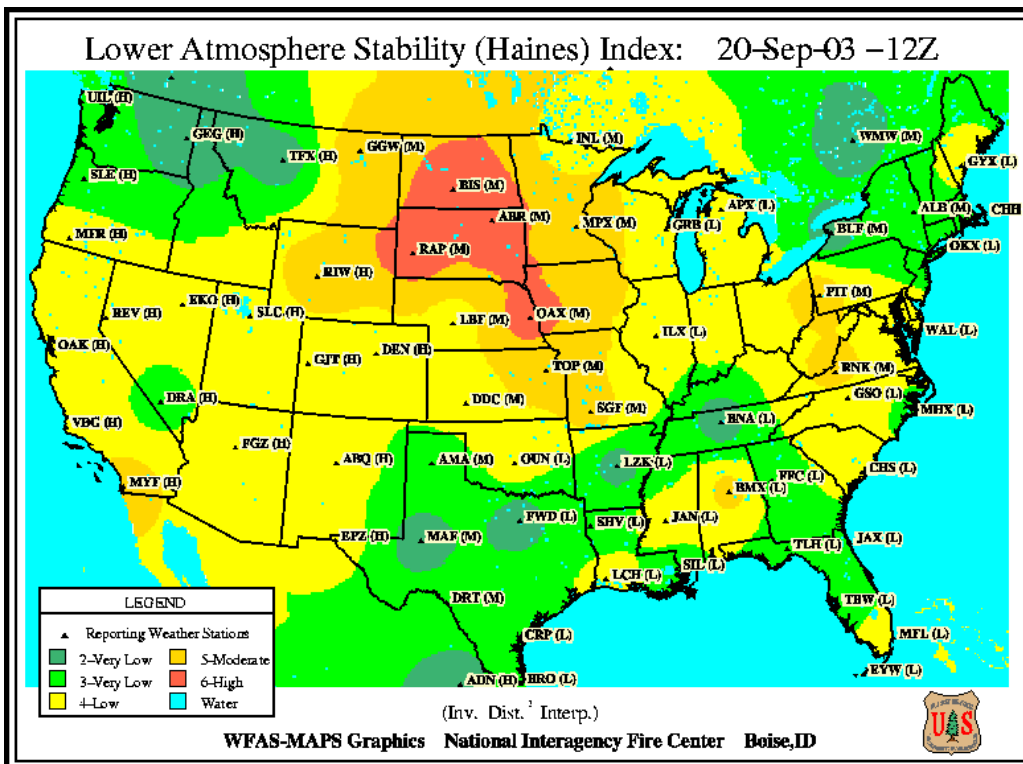 Lower Atmosphere Stability (Haines) Index: 20-Sep-03 -12Z
UIL (H)
GEG (H)
TFX (H)
GGW (M)
INL (M)
WMW (M)
GYX (L)
SLE (H)
BIS (M)
ABR (M)
MPX (M)
GRB (L)
APX (L)
ALB (M)
CHH
MFR (H)
RAP (M)
BLF (M)
OKX (L)
RIW (H)
EKO (H)
SLC (H)
LBF (M)
OAX (M)
PIT (M)
REV (H)
ILX (L)
WAL (L)
OAK (H)
GJT (H)
DEN (H)
TOP (M)
RNK (M)
DRA (H)
DDC (M)
SGF (M)
GSO (L)
MHX (L)
VBG (H)
BNA (L)
FGZ (H)
ABQ (H)
AMA (M)
OUN (L)
LZK (L)
FFC (L)
CHS (L)
MYF (H)
BMX (L)
EPZ (H)
MAF (M)
FWD (L)
SHV (L)
JAN (L)
TLH (L)
JAX (L)
LCH (L)
SIL (L)
DRT (M)
TBW (L)
CRP (L)
MFL (L)
ADN (H)
BRO (L)
EYW (L)
LEGEND
Reporting Weather Stations
2-Very Low
5-Moderate
3-Very Low
6-High
4-Low
Water
(Inv. Dist.² Interp.)
WFAS-MAPS Graphics National Interagency Fire Center Boise,ID
U S